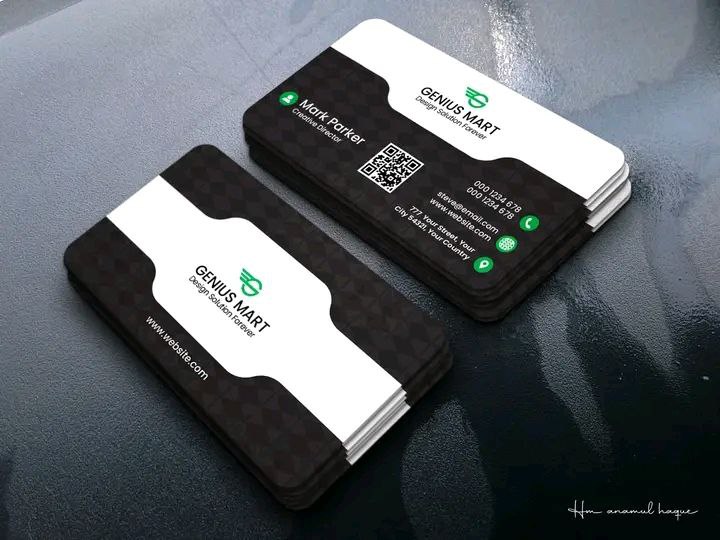 GENIUS MART
Design Solution Forever
Mark Parker
Creative Director
000 1234 678
000 1234 678
steve@email.com
www.website.com
777 Your Street, Your
City 54321, Your Country
GENIUS MART
Design Solution Forever
www.website.com
Hm anamul haque